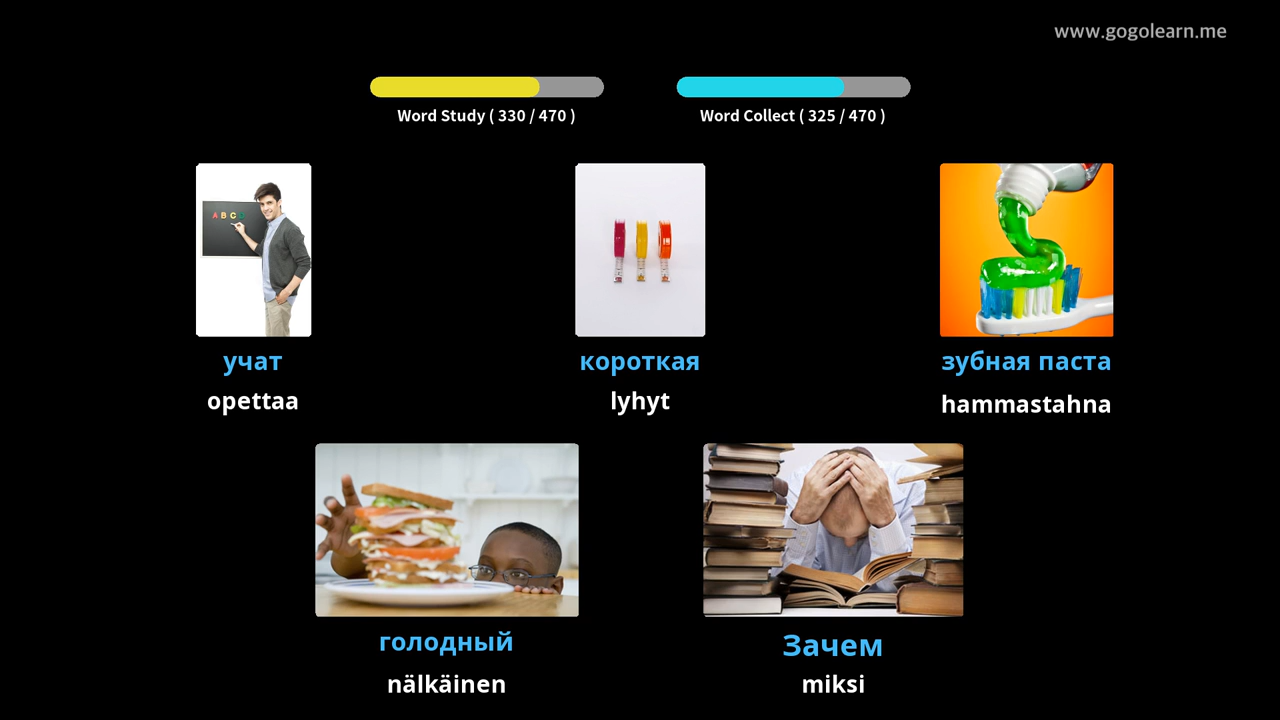 www.gogolearn.me
Word Study ( 330 / 470 )
Word Collect ( 325 / 470 )
A B C D
учат
opettaa
короткая
lyhyt
зубная паста
hammastahna
голодный
nälkäinen
Зачем
miksi